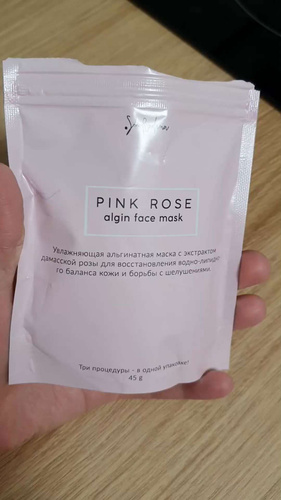 PINK ROSE
algin face mask
Увлажняющая альгинатная маска с экстрактом
дамасской розы для восстановления водно-липидно-
го баланса кожи и борьбы с шелушениями.
Три процедуры - в одной упаковке!
45 g